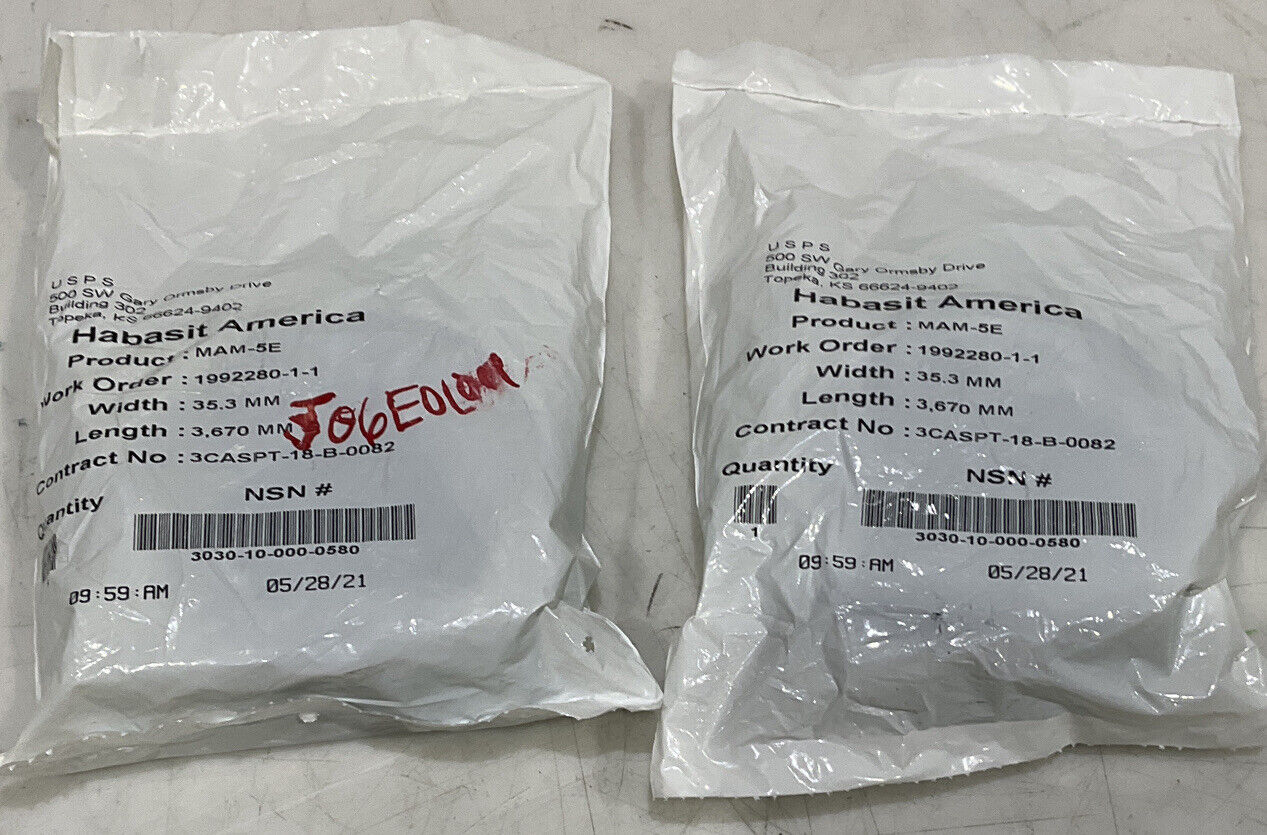 USPS
500 SW Gary Ormsby Drive
Building 302
Topeka, KS 66624-9402
Habasit America
Product : MAM-5E
Work Order : 1992280-1-1
Width : 35.3 MM
Length : 3,670 MM
Contract No : 3CASPT-18-B-0082
Quantity
NSN #
3030-10-000-0580
09:59:AM 05/28/21
USPS
500 SW Gary Ormsby Drive
Building 302
Topeka, KS 66624-9402
Habasit America
Product : MAM-5E
Work Order : 1992280-1-1
Width : 35.3 MM
Length : 3,670 MM
Contract No : 3CASPT-18-B-0082
Quantity
NSN #
1
3030-10-000-0580
09:59:AM 05/28/21